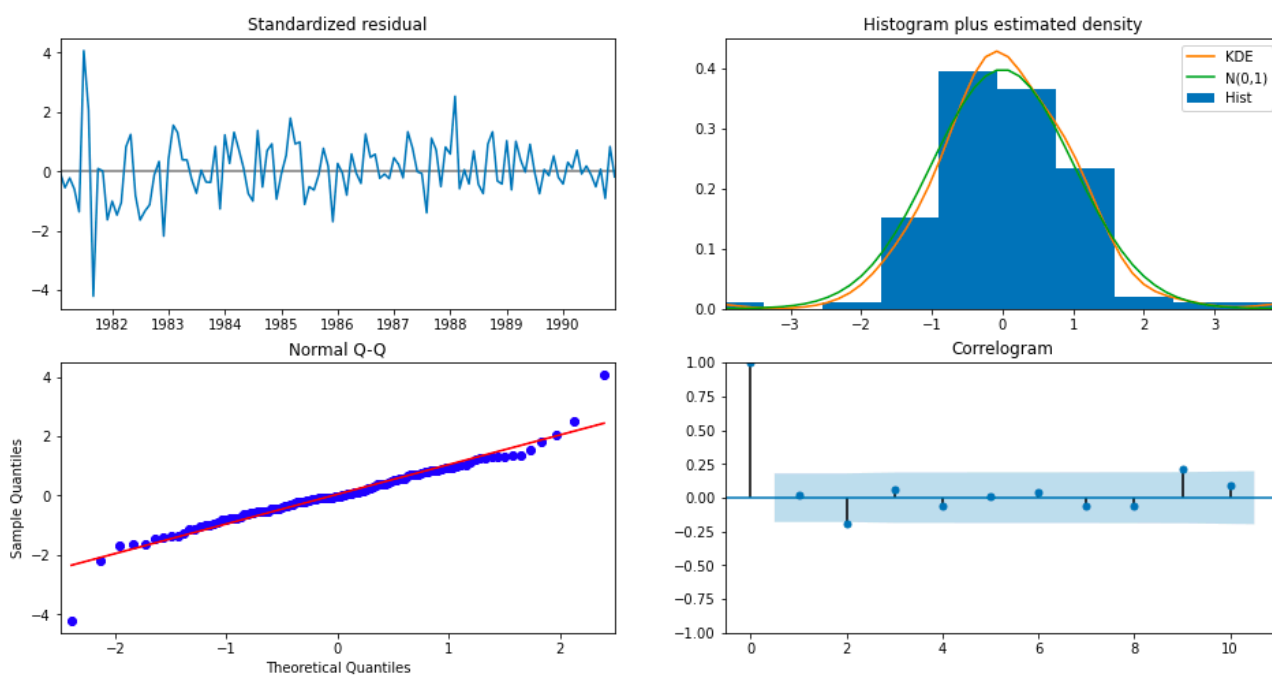 Standardized residual
4
2
0
−2
−4
1982 1983 1984 1985 1986 1987 1988 1989 1990
Histogram plus estimated density
KDE
N(0,1)
Hist
0.4
0.3
0.2
0.1
0.0
−3 −2 −1 0 1 2 3
Normal Q-Q
Sample Quantiles
4
2
0
−2
−4
−2 −1 0 1 2
Theoretical Quantiles
Correlogram
1.00
0.75
0.50
0.25
0.00
−0.25
−0.50
−0.75
−1.00
0 2 4 6 8 10